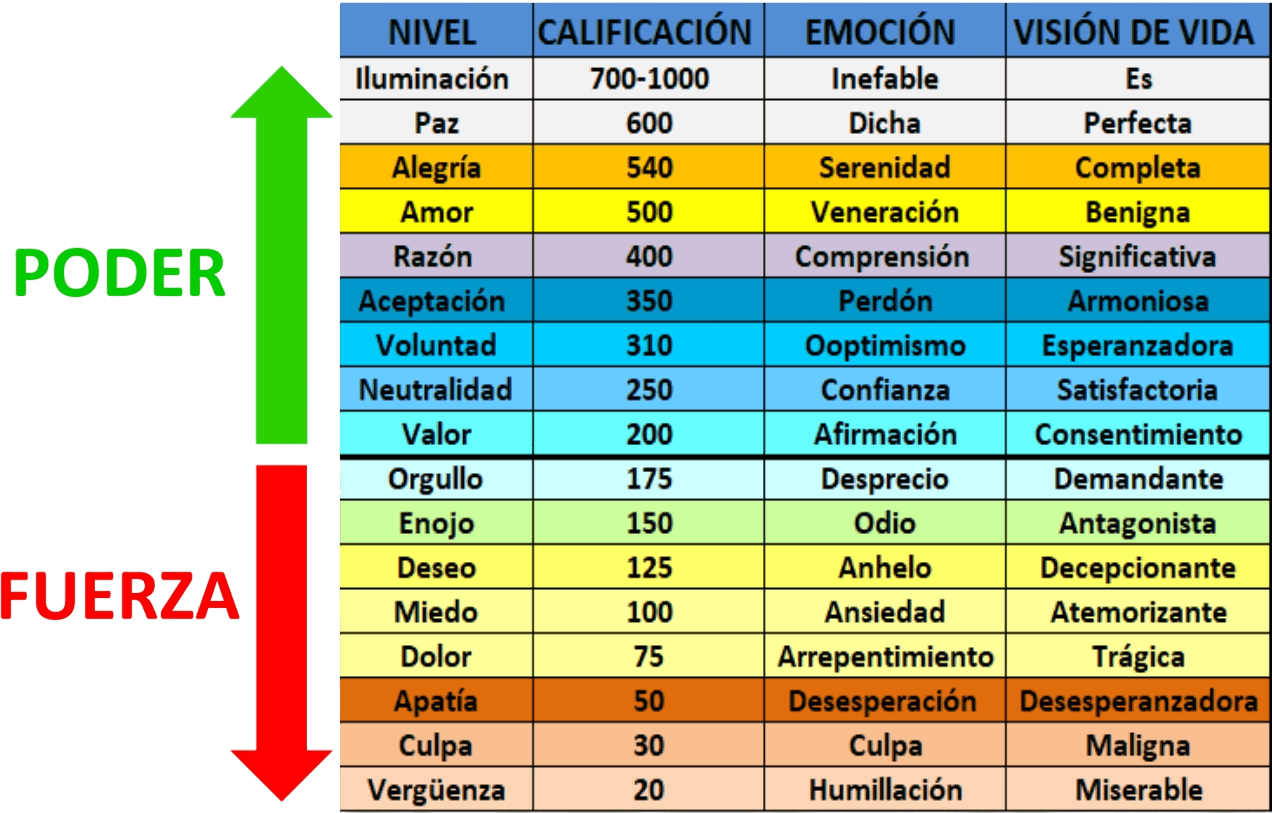 NIVEL CALIFICACIÓN EMOCIÓN VISIÓN DE VIDA
Iluminación 700-1000 Inefable Es
Paz 600 Dicha Perfecta
Alegría 540 Serenidad Completa
Amor 500 Veneración Benigna
Razón 400 Comprensión Significativa
Aceptación 350 Perdón Armoniosa
Voluntad 310 Ooptimismo Esperanzadora
Neutralidad 250 Confianza Satisfactoria
Valor 200 Afirmación Consentimiento
Orgullo 175 Desprecio Demandante
Enojo 150 Odio Antagonista
Deseo 125 Anhelo Decepcionante
Miedo 100 Ansiedad Atemorizante
Dolor 75 Arrepentimiento Trágica
Apatía 50 Desesperación Desesperanzadora
Culpa 30 Culpa Maligna
Vergüenza 20 Humillación Miserable
PODER
FUERZA